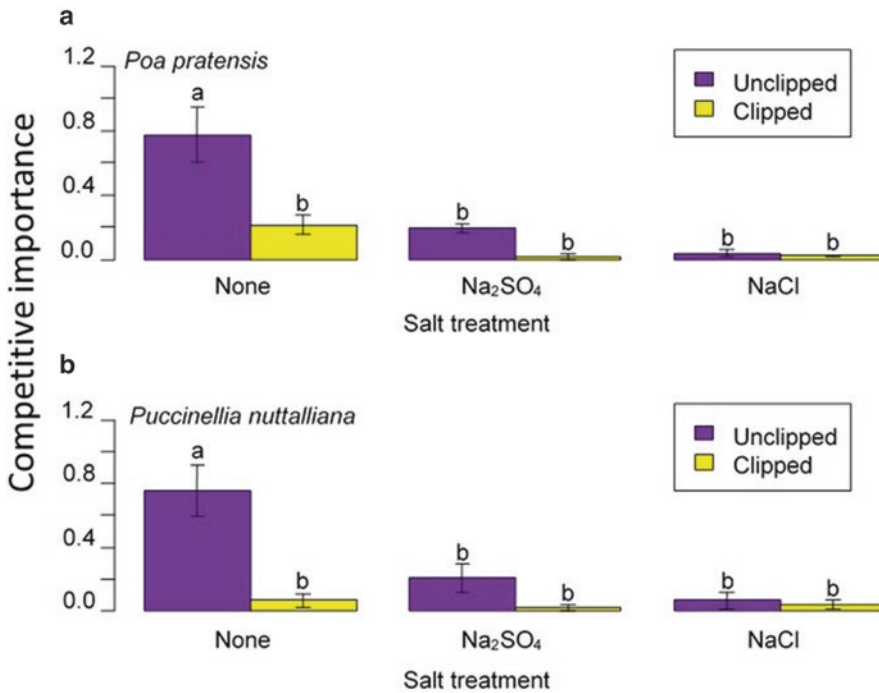 a
Competitive importance
Poa pratensis
1.2
0.8
0.4
0.0
a
b
b
b
b
b
Unclipped
Clipped
None
Na₂SO₄
NaCl
Salt treatment
b
Puccinellia nuttalliana
1.2
0.8
0.4
0.0
a
b
b
b
b
b
Unclipped
Clipped
None
Na₂SO₄
NaCl
Salt treatment